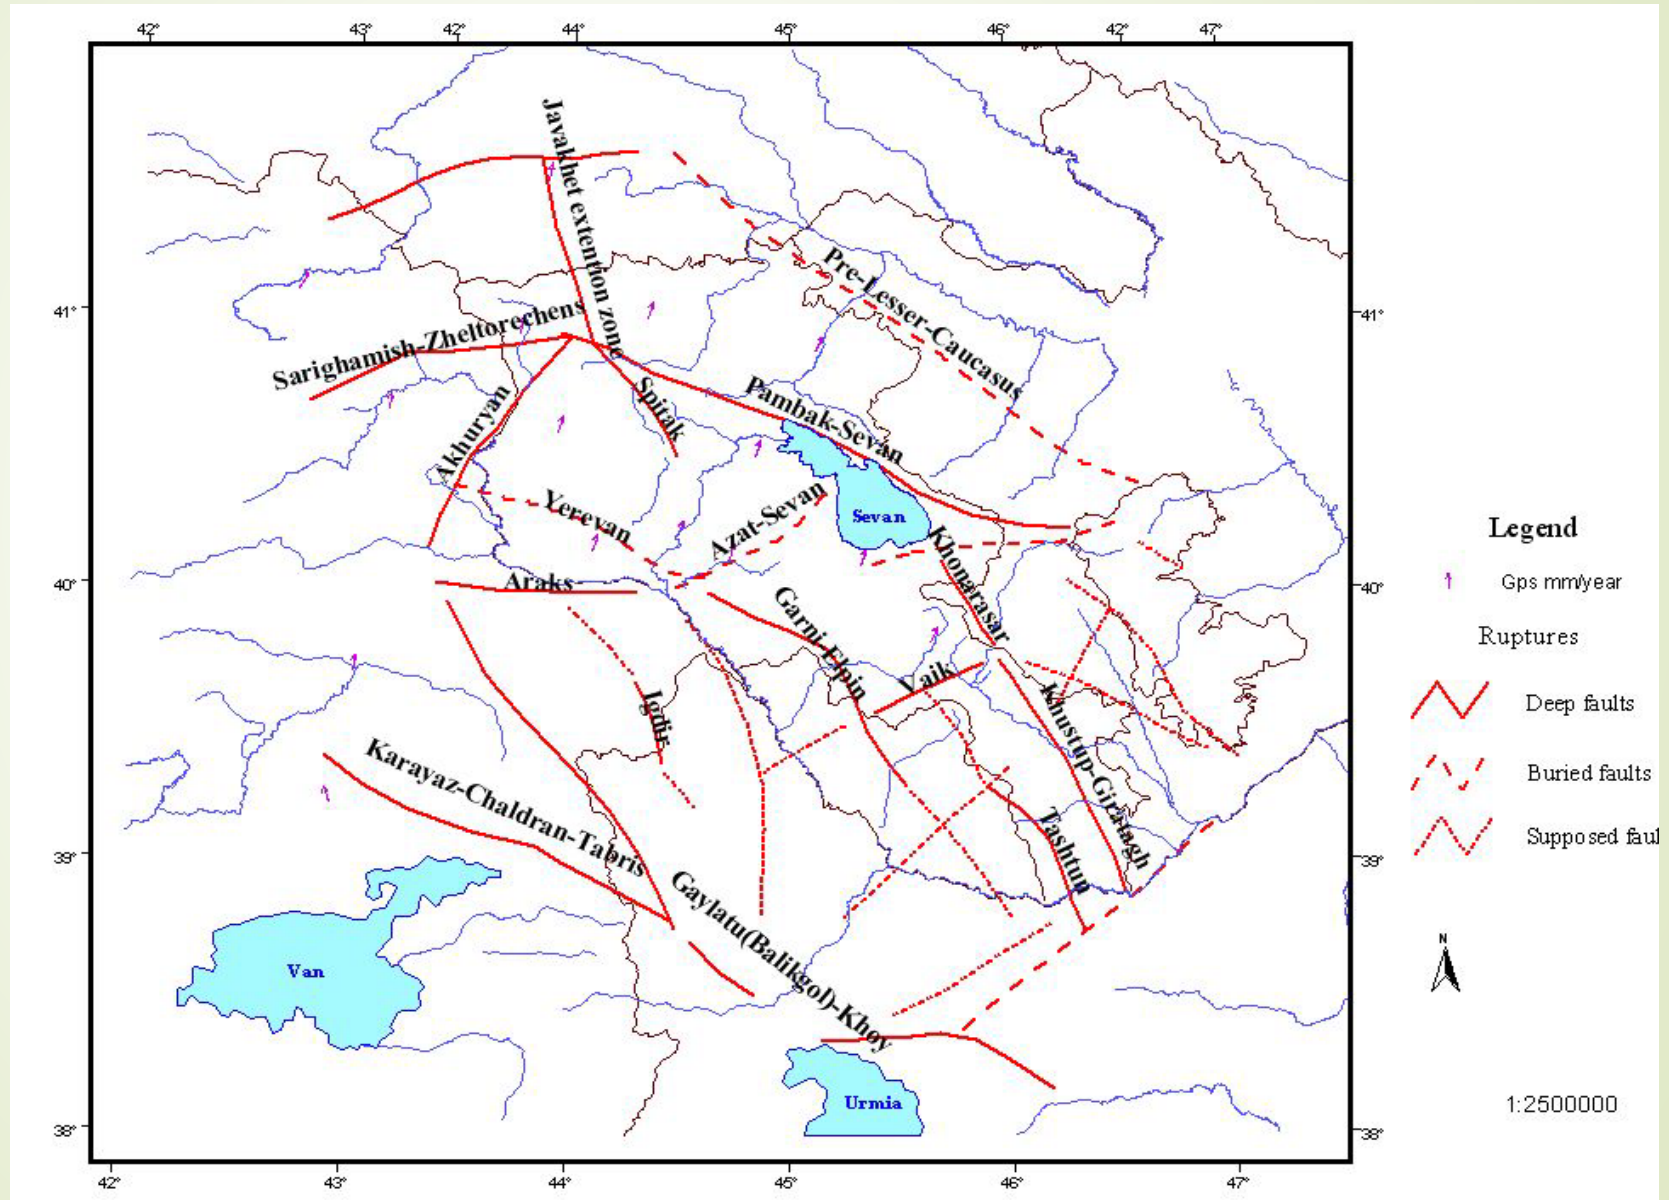 42° 43° 42° 44° 45° 46° 42° 47°
Javakhet extention zone
Pre-Lesser-Caucasus
41° 41°
Sarighamish-Zheltorechens
Spitak
Pambak-Sevan
Akhuryan
Yerevan
Azat-Sevan
Sevan
Khonarasar
40° 40°
Araks
Garni Elpin
Vaik
Igdir
Khustup-Giratagh
Karayaz-Chaldran-Tabris
Tashtun
39° 39°
Gaylatu(Balikgol)-Khoy
Van
Urmia
38° 38°
42° 43° 44° 45° 46° 47°
Legend
Gps mm/year
Ruptures
Deep faults
Buried faults
Supposed faul
N
1:2500000